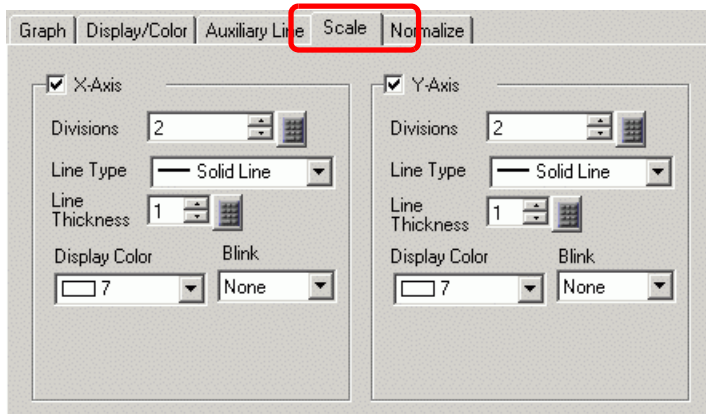 Graph Display/Color Auxiliary Line Scale Normalize
X-Axis
Divisions 2
Line Type Solid Line
Line
Thickness 1
Display Color Blink
7 None
Y-Axis
Divisions 2
Line Type Solid Line
Line
Thickness 1
Display Color Blink
7 None